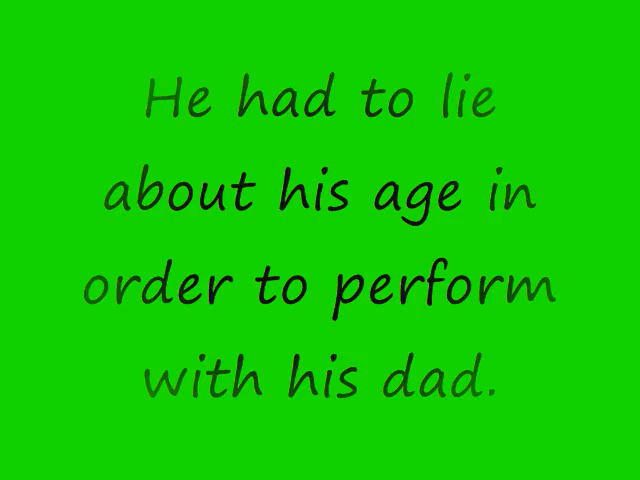 He had to lie
about his age in
order to perform
with his dad.